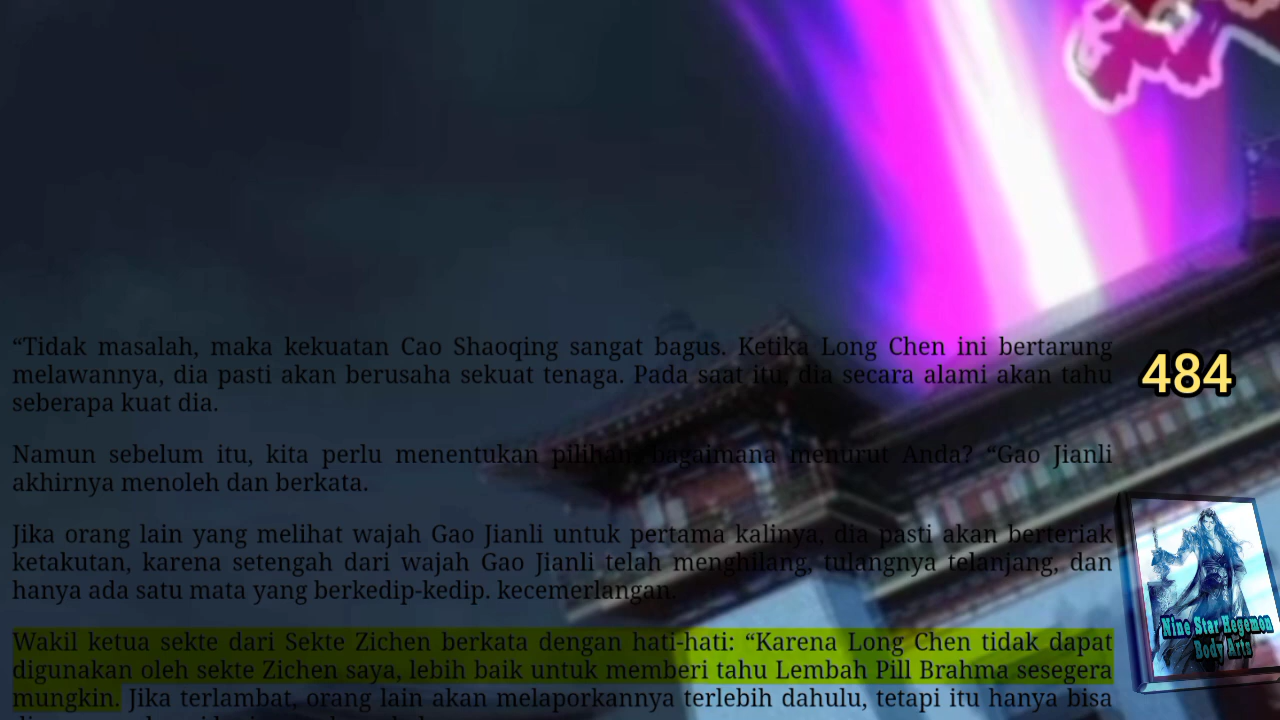 “Tidak masalah, maka kekuatan Cao Shaoqing sangat bagus. Ketika Long Chen ini bertarung
melawannya, dia pasti akan berusaha sekuat tenaga. Pada saat itu, dia secara alami akan tahu
seberapa kuat dia.
484
Namun sebelum itu, kita perlu menentukan pilihan, bagaimana menurut Anda? “Gao Jianli
akhirnya menoleh dan berkata.
Jika orang lain yang melihat wajah Gao Jianli untuk pertama kalinya, dia pasti akan berteriak
ketakutan, karena setengah dari wajah Gao Jianli telah menghilang, tulangnya telanjang, dan
hanya ada satu mata yang berkedip-kedip. kecemerlangan.
Wakil ketua sekte dari Sekte Zichen berkata dengan hati-hati: “Karena Long Chen tidak dapat
digunakan oleh sekte Zichen saya, lebih baik untuk memberi tahu Lembah Pill Brahma sesegera
mungkin. Jika terlambat, orang lain akan melaporkannya terlebih dahulu, tetapi itu hanya bisa
Nine Star Hegemon
Body Arts